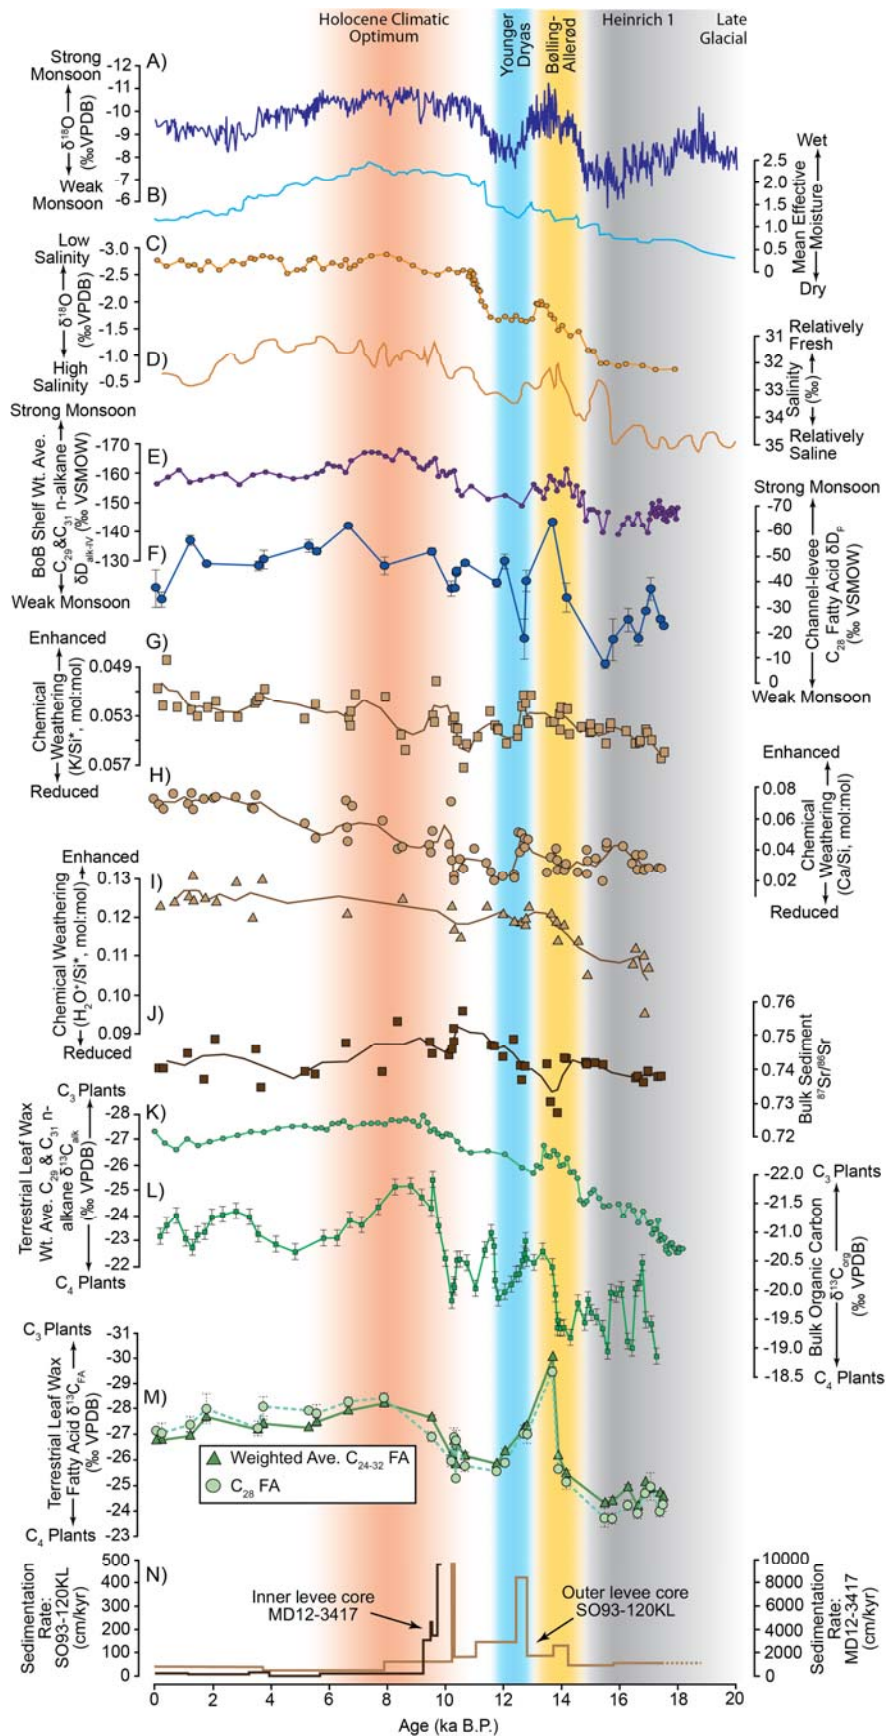 Holocene Climatic
Optimum
Younger
Dryas
Bølling-
Allerød
Heinrich 1
Late
Glacial
A)
Strong
Monsoon
δ¹⁸O
(‰ VPDB)
Weak
Monsoon
-12
-11
-10
-9
-8
-7
-6
B)
Wet
Mean Effective
Moisture
Dry
2.5
2.0
1.5
1.0
0.5
0
C)
Low
Salinity
δ¹⁸O
(‰VPDB)
High
Salinity
-3.0
-2.5
-2.0
-1.5
-1.0
-0.5
D)
31
32
33
34
35
Relatively
Fresh
Salinity
(‰)
Relatively
Saline
E)
Strong Monsoon
BoB Shelf Wt. Ave.
C₂₉ &C₃₁ n-alkane
δD alk-IV (‰ VSMOW)
Weak Monsoon
-170
-160
-150
-140
-130
F)
Strong Monsoon
Channel-levee
C₂₈ Fatty Acid δD P
(‰ VSMOW)
Weak Monsoon
-70
-60
-50
-40
-30
-20
-10
0
G)
Enhanced
Chemical
Weathering
(K/Si*, mol:mol)
Reduced
0.049
0.053
0.057
H)
Enhanced
Chemical
Weathering
(Ca/Si, mol:mol)
Reduced
0.08
0.06
0.04
0.02
I)
Enhanced
Chemical Weathering
(H₂O⁺/Si*, mol:mol)
Reduced
0.13
0.12
0.11
0.10
0.09
J)
Bulk Sediment
⁸⁷Sr/⁸⁶Sr
0.76
0.75
0.74
0.73
0.72
K)
C₃ Plants
Terrestrial Leaf Wax
Wt. Ave. C₂₉ & C₃₁ n-
alkane δ¹³C alk
(‰ VPDB)
C₄ Plants
-28
-27
-26
-25
-24
-23
-22
L)
C₃ Plants
Bulk Organic Carbon
δ¹³C org
(‰ VPDB)
C₄ Plants
-22.0
-21.5
-21.0
-20.5
-20.0
-19.5
-19.0
-18.5
M)
C₃ Plants
Terrestrial Leaf Wax
Fatty Acid δ¹³C FA
(‰ VPDB)
C₄ Plants
-31
-30
-29
-28
-27
-26
-25
-24
-23
Weighted Ave. C₂₄₋₃₂ FA
C₂₈ FA
N)
Sedimentation
Rate:
SO93-120KL
(cm/kyr)
500
400
300
200
100
0
Inner levee core
MD12-3417
Outer levee core
SO93-120KL
10000
8000
6000
4000
2000
0
Sedimentation
Rate:
MD12-3417
(cm/kyr)
0 2 4 6 8 10 12 14 16 18 20
Age (ka B.P.)